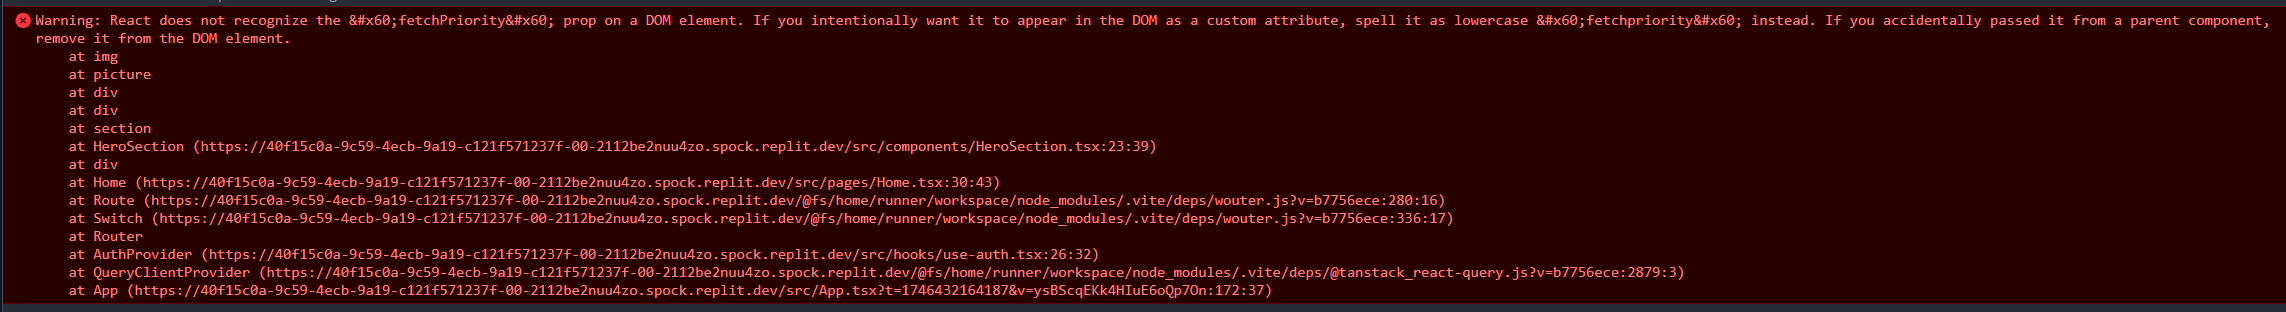 Warning: React does not recognize the &#x60;fetchPriority&#x60; prop on a DOM element. If you intentionally want it to appear in the DOM as a custom attribute, spell it as lowercase &#x60;fetchpriority&#x60; instead. If you accidentally passed it from a parent component,
remove it from the DOM element.
at img
at picture
at div
at div
at section
at HeroSection (https://40f15c0a-9c59-4ecb-9a19-c121f571237f-00-2112be2nuu4zo.spock.replit.dev/src/components/HeroSection.tsx:23:39)
at div
at Home (https://40f15c0a-9c59-4ecb-9a19-c121f571237f-00-2112be2nuu4zo.spock.replit.dev/src/pages/Home.tsx:30:43)
at Route (https://40f15c0a-9c59-4ecb-9a19-c121f571237f-00-2112be2nuu4zo.spock.replit.dev/@fs/home/runner/workspace/node_modules/.vite/deps/wouter.js?v=b7756ece:280:16)
at Switch (https://40f15c0a-9c59-4ecb-9a19-c121f571237f-00-2112be2nuu4zo.spock.replit.dev/@fs/home/runner/workspace/node_modules/.vite/deps/wouter.js?v=b7756ece:336:17)
at Router
at AuthProvider (https://40f15c0a-9c59-4ecb-9a19-c121f571237f-00-2112be2nuu4zo.spock.replit.dev/src/hooks/use-auth.tsx:26:32)
at QueryClientProvider (https://40f15c0a-9c59-4ecb-9a19-c121f571237f-00-2112be2nuu4zo.spock.replit.dev/@fs/home/runner/workspace/node_modules/.vite/deps/@tanstack_react-query.js?v=b7756ece:2879:3)
at App (https://40f15c0a-9c59-4ecb-9a19-c121f571237f-00-2112be2nuu4zo.spock.replit.dev/src/App.tsx?t=1746432164187&v=ysBScqEKk4HIuE6oQp7On:172:37)